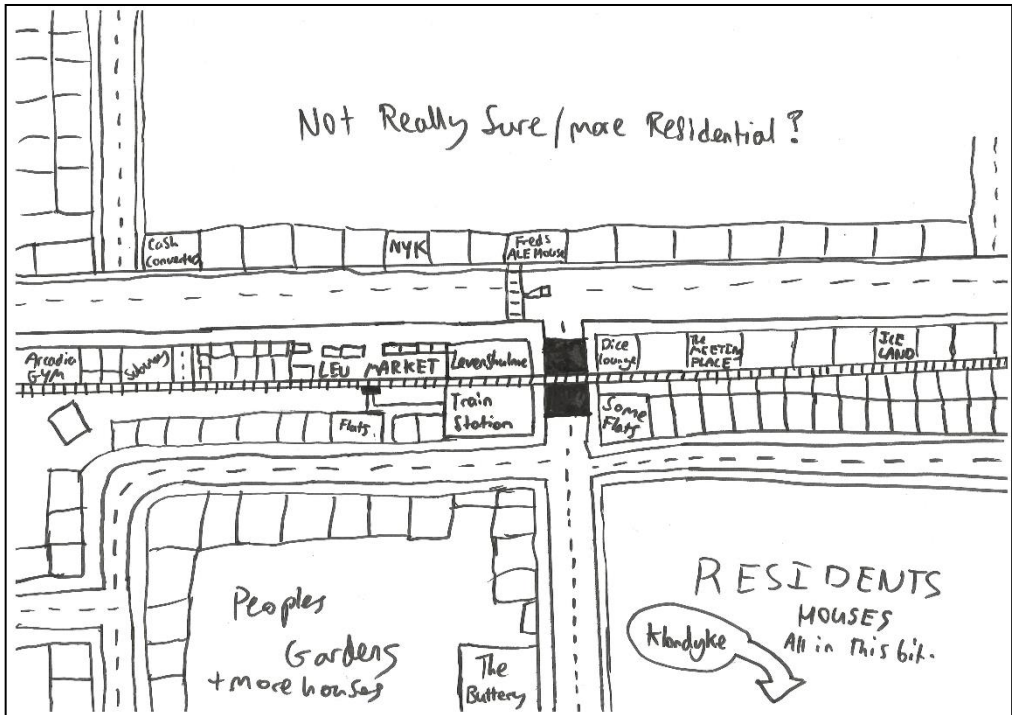 Not Really Sure/more Residential?
Cash
Converted
NYK
Freds
ALE House
Arcadia
GYM
Subway
LEV MARKET
Levenshulme
Train
Station
Dice
lounge
The
MEETING
PLACE
ICE
LAND
Flats
Some
Flats
Peoples
Gardens
+ more houses
The
Buttery
RESIDENTS
HOUSES
All in this bit.
Klondyke